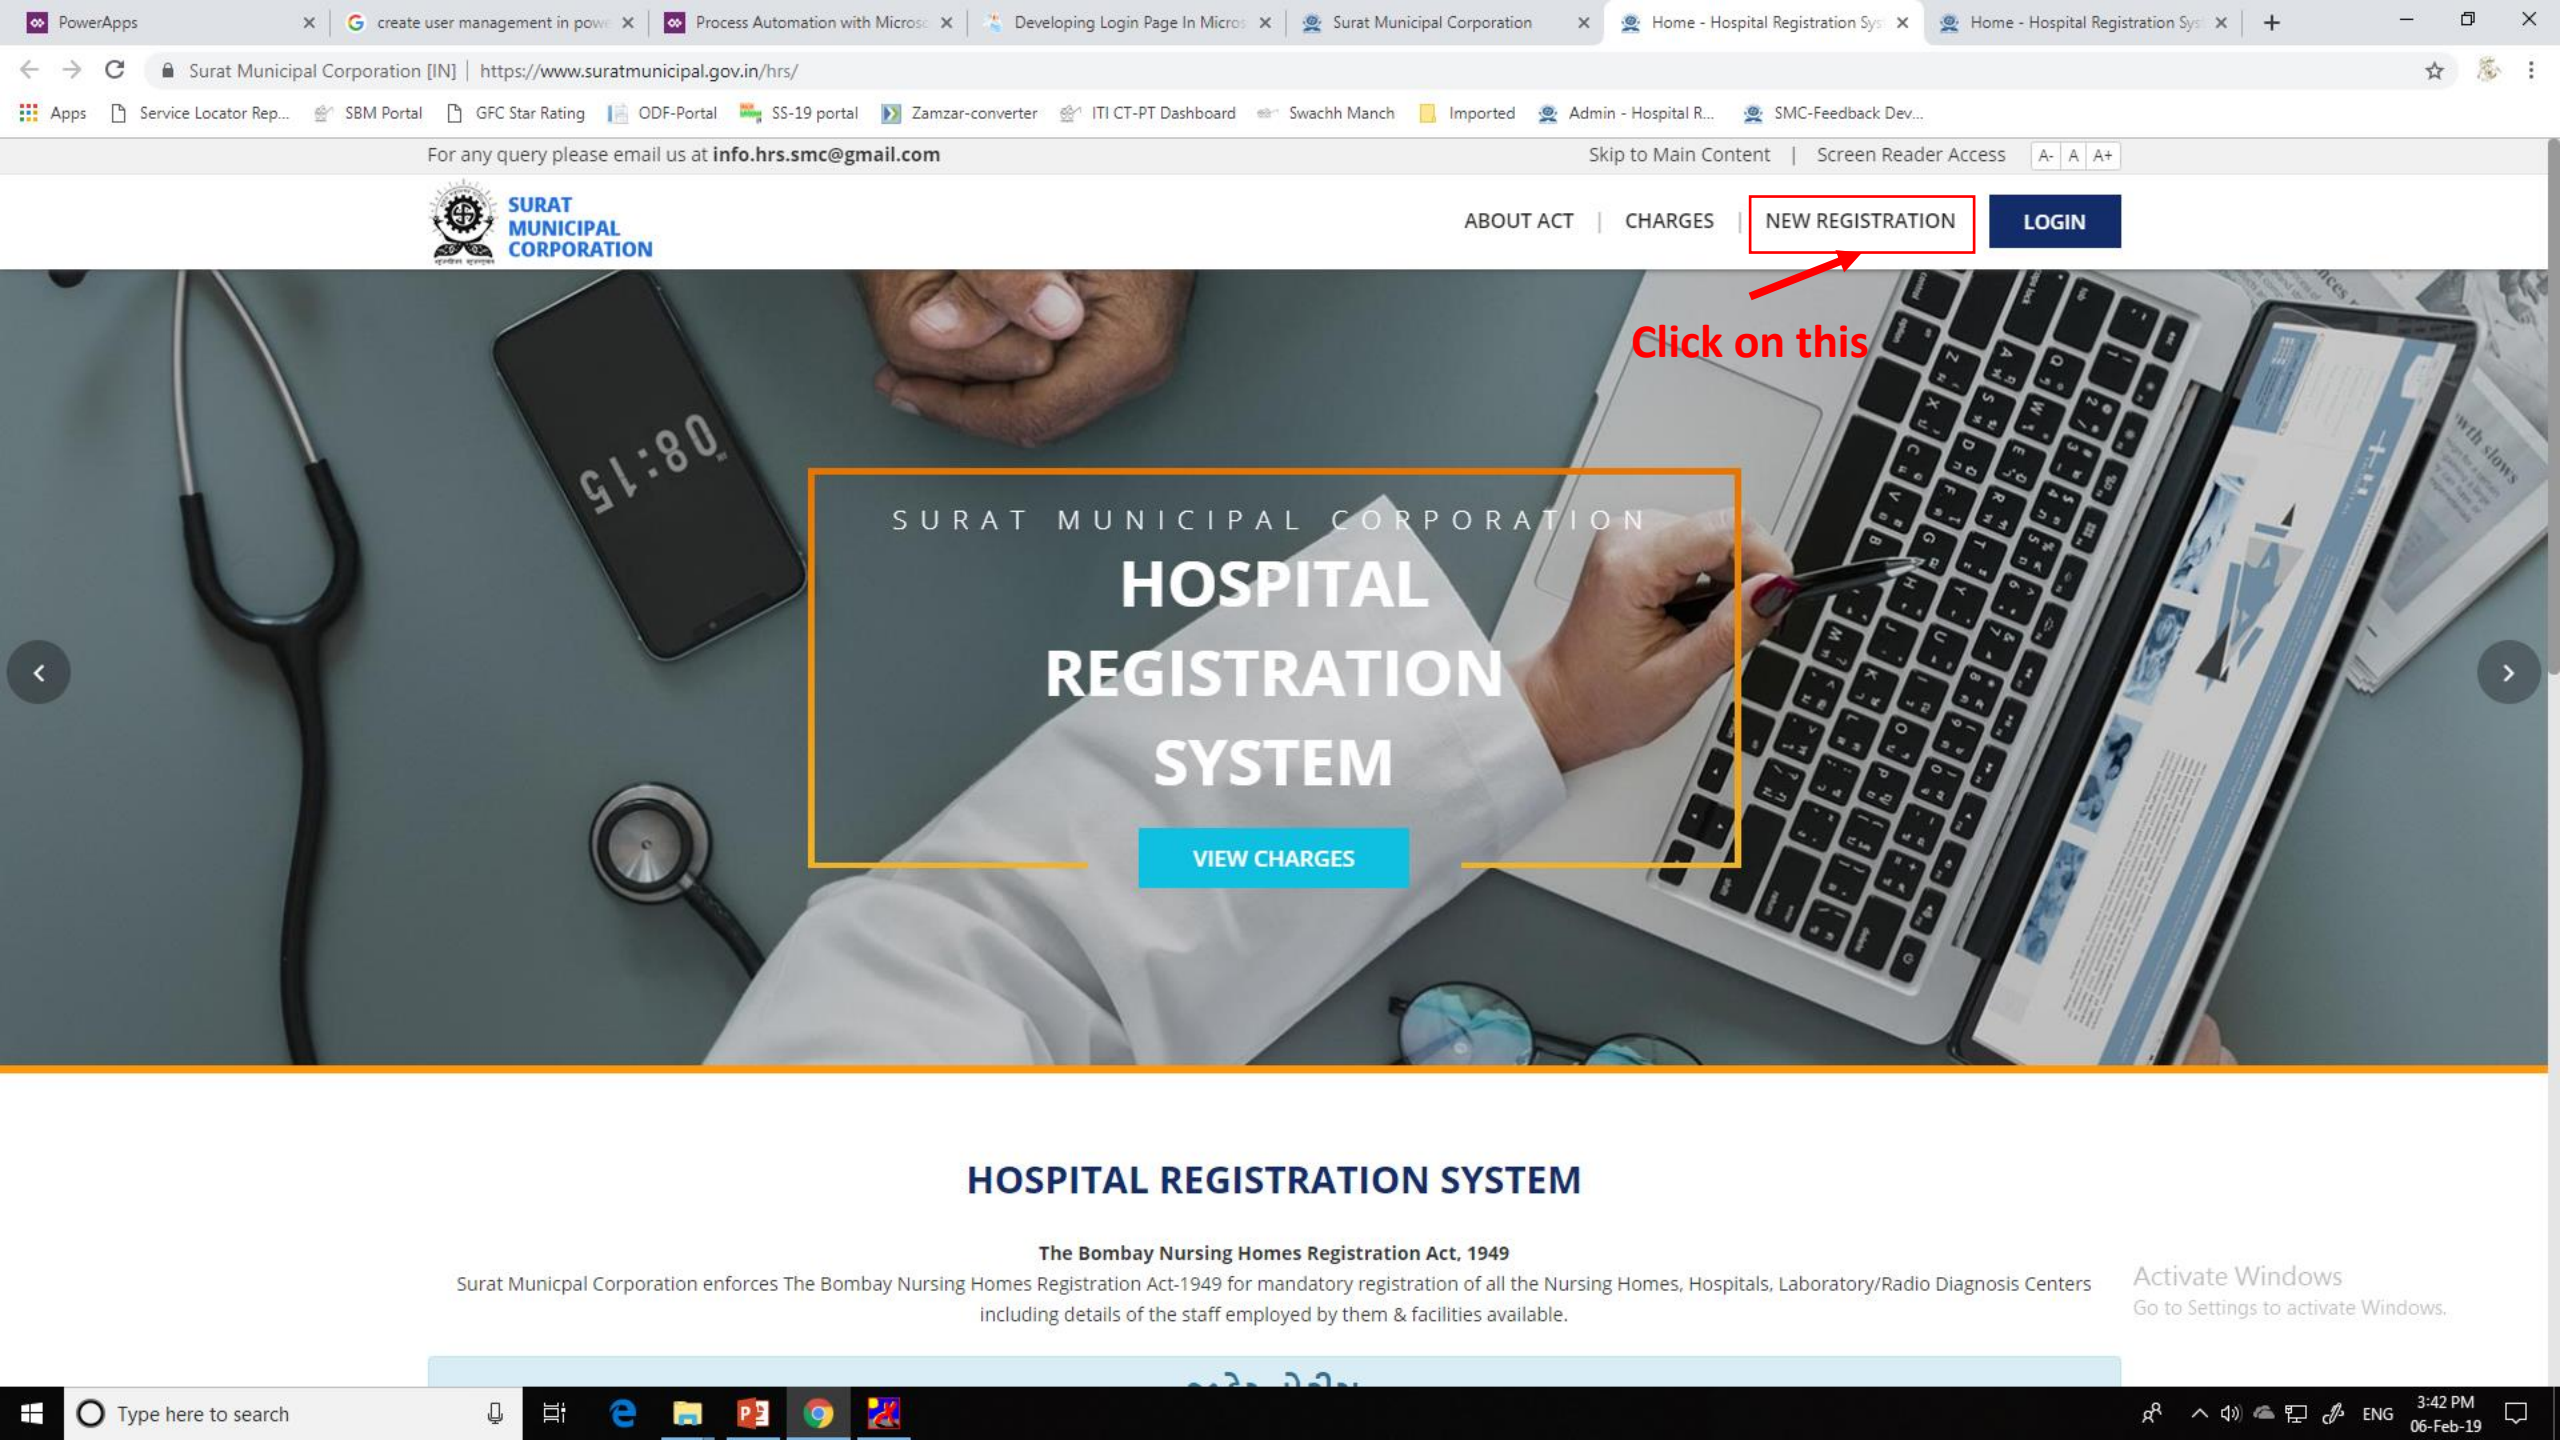 PowerApps
create user management in powe
Process Automation with Microso
Developing Login Page In Micros
Surat Municipal Corporation
Home - Hospital Registration Sys
Home - Hospital Registration Sys
Surat Municipal Corporation [IN] | https://www.suratmunicipal.gov.in/hrs/
Apps
Service Locator Rep...
SBM Portal
GFC Star Rating
ODF-Portal
SS-19 portal
Zamzar-converter
ITI CT-PT Dashboard
Swachh Manch
Imported
Admin - Hospital R...
SMC-Feedback Dev...
For any query please email us at info.hrs.smc@gmail.com
Skip to Main Content | Screen Reader Access A- A A+
SURAT
MUNICIPAL
CORPORATION
ABOUT ACT | CHARGES | NEW REGISTRATION
LOGIN
Click on this
08:15
SURAT MUNICIPAL CORPORATION
HOSPITAL
REGISTRATION
SYSTEM
VIEW CHARGES
HOSPITAL REGISTRATION SYSTEM
The Bombay Nursing Homes Registration Act, 1949
Surat Municpal Corporation enforces The Bombay Nursing Homes Registration Act-1949 for mandatory registration of all the Nursing Homes, Hospitals, Laboratory/Radio Diagnosis Centers
including details of the staff employed by them & facilities available.
Activate Windows
Go to Settings to activate Windows.
Type here to search
ENG
3:42 PM
06-Feb-19